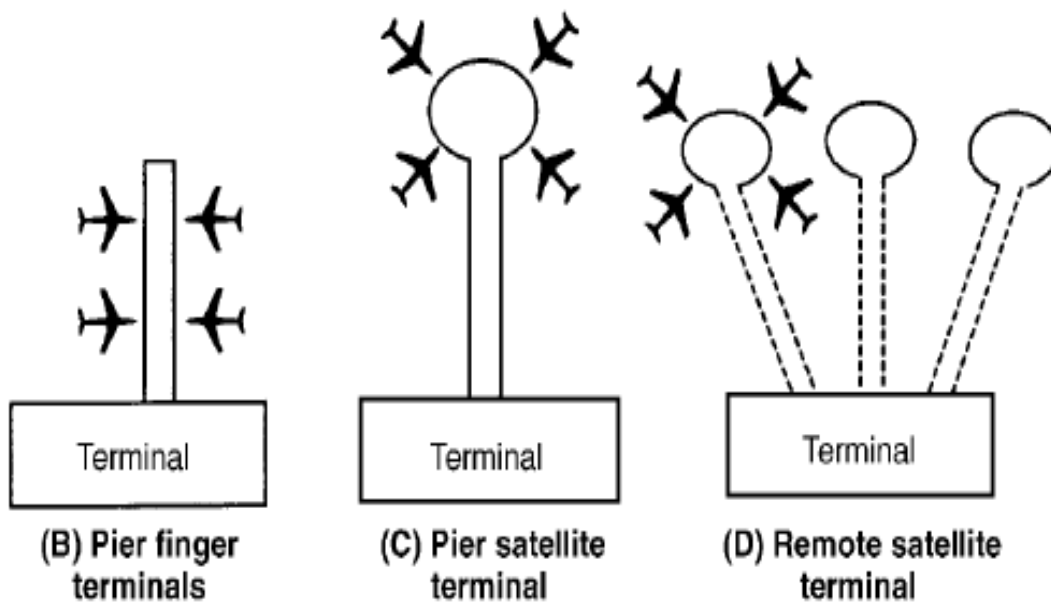 Terminal
Terminal
Terminal
(B) Pier finger
terminals
(C) Pier satellite
terminal
(D) Remote satellite
terminal